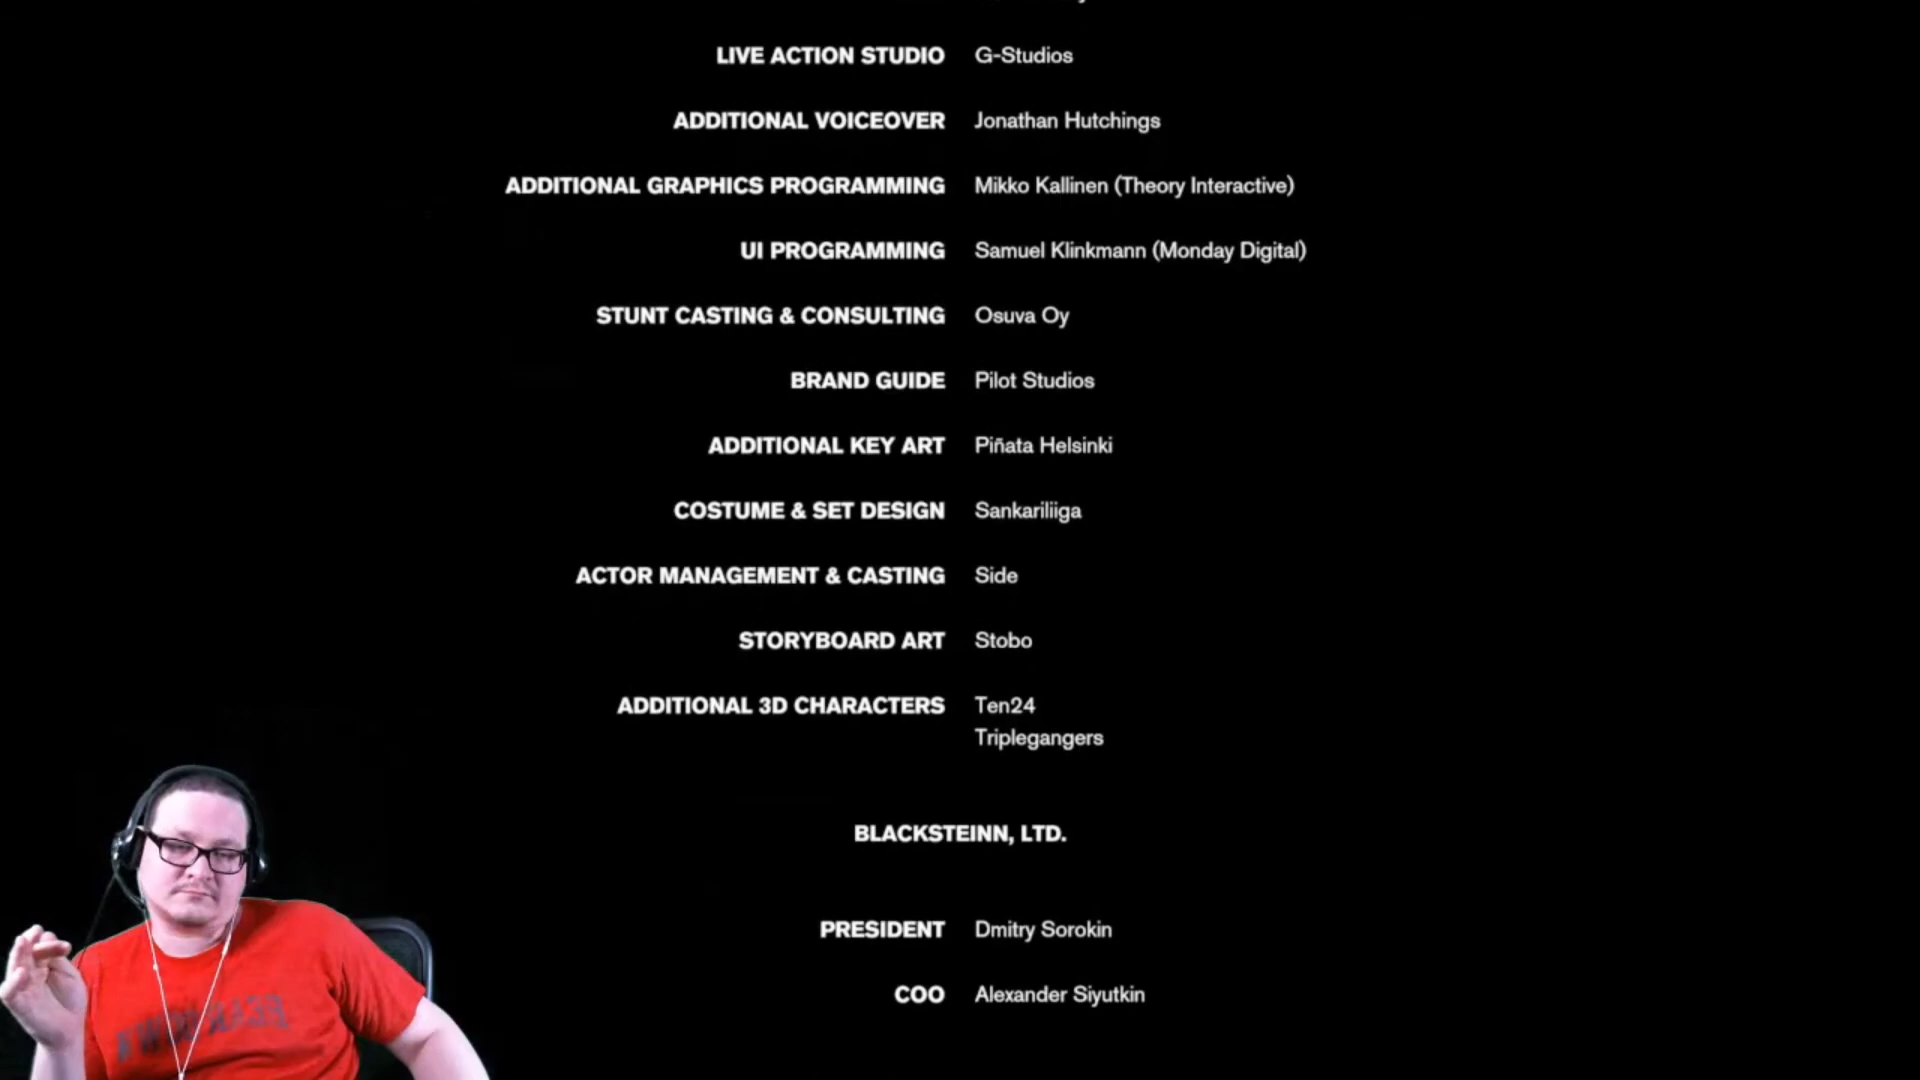 LIVE ACTION STUDIO G-Studios
ADDITIONAL VOICEOVER Jonathan Hutchings
ADDITIONAL GRAPHICS PROGRAMMING Mikko Kallinen (Theory Interactive)
UI PROGRAMMING Samuel Klinkmann (Monday Digital)
STUNT CASTING & CONSULTING Osuva Oy
BRAND GUIDE Pilot Studios
ADDITIONAL KEY ART Piñata Helsinki
COSTUME & SET DESIGN Sankariliiga
ACTOR MANAGEMENT & CASTING Side
STORYBOARD ART Stobo
ADDITIONAL 3D CHARACTERS Ten24
Triplegangers
BLACKSTEINN, LTD.
PRESIDENT Dmitry Sorokin
COO Alexander Siyutkin